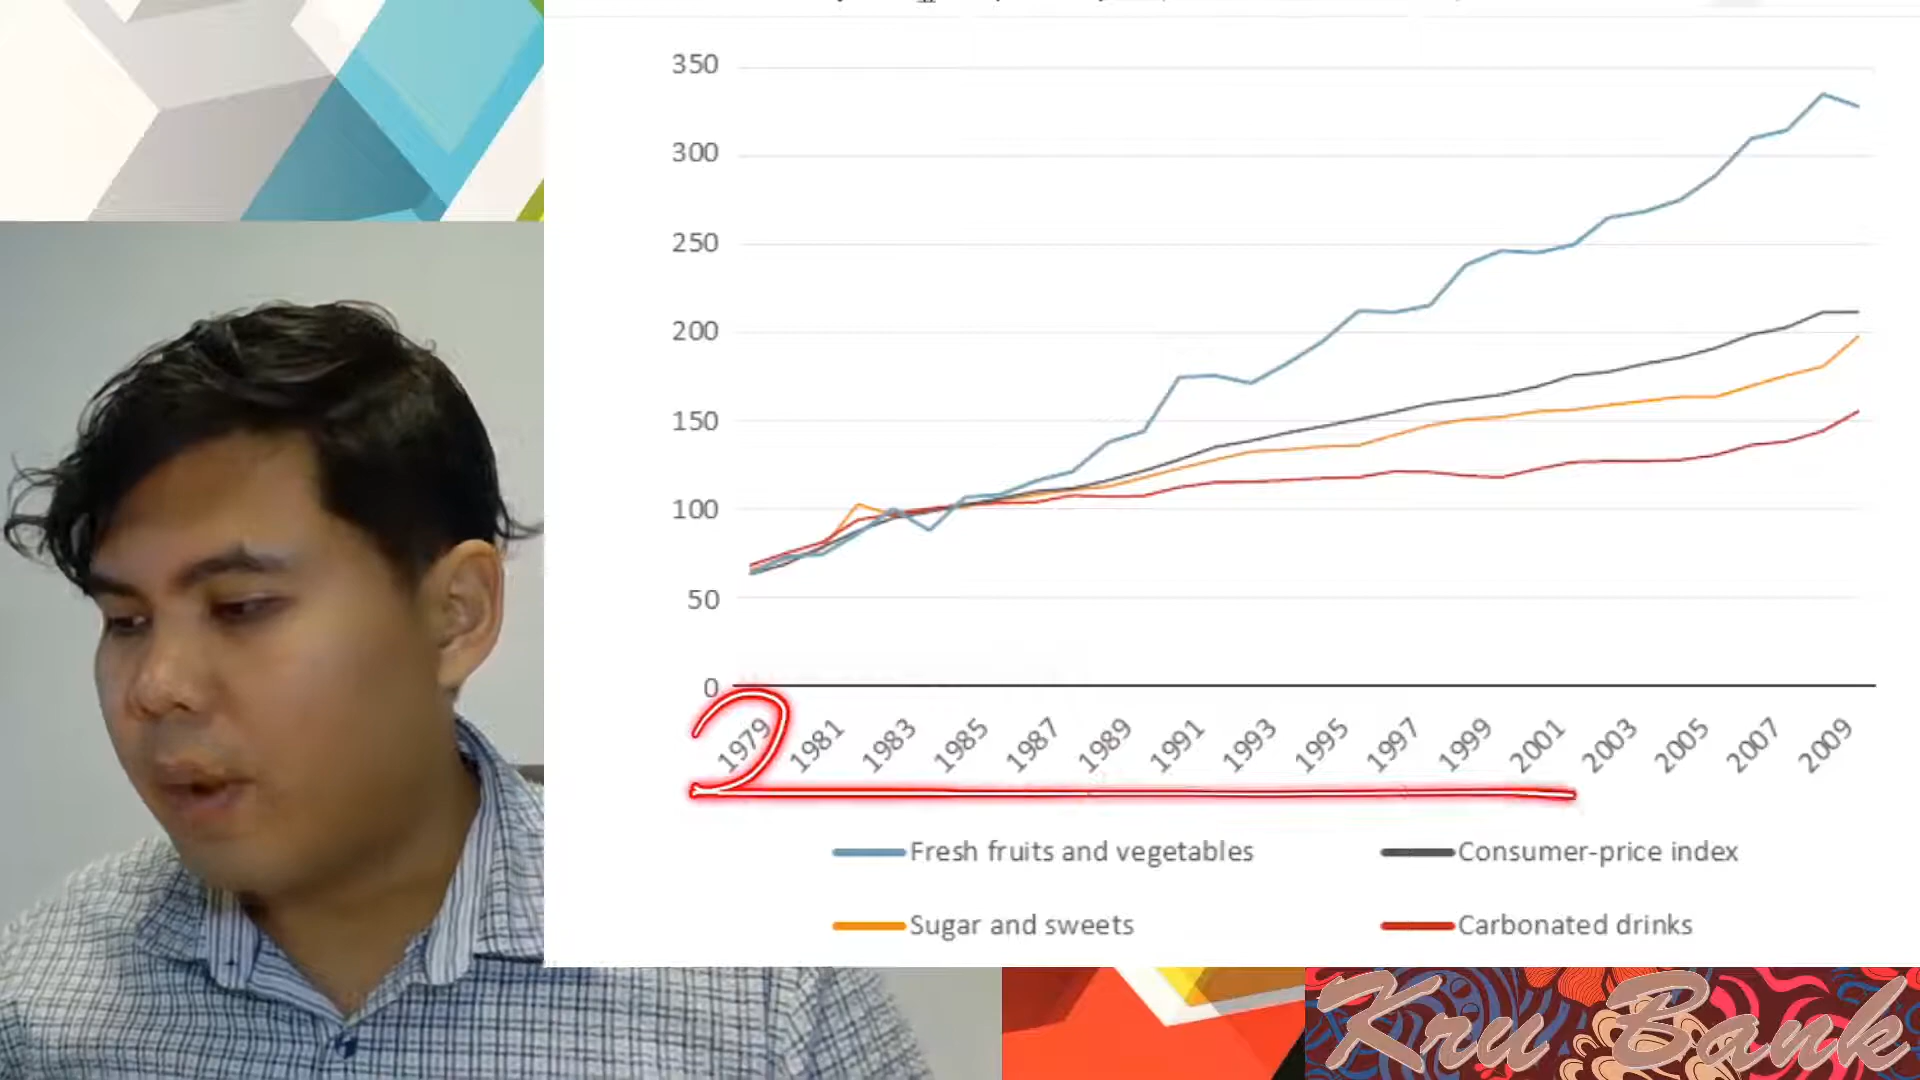 350
300
250
200
150
100
50
0
1979 1981 1983 1985 1987 1989 1991 1993 1995 1997 1999 2001 2003 2005 2007 2009
Fresh fruits and vegetables Consumer-price index
Sugar and sweets Carbonated drinks
Kru Bank